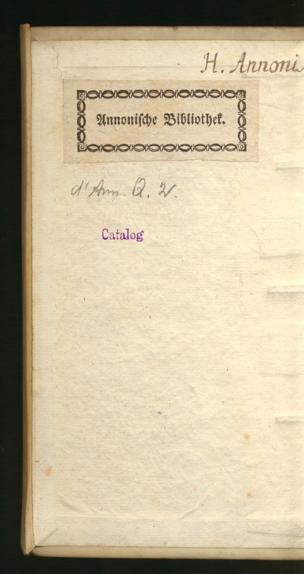 H. Annoni
Annonische Bibliothek.
d'Ann. Q. 2.
Catalog